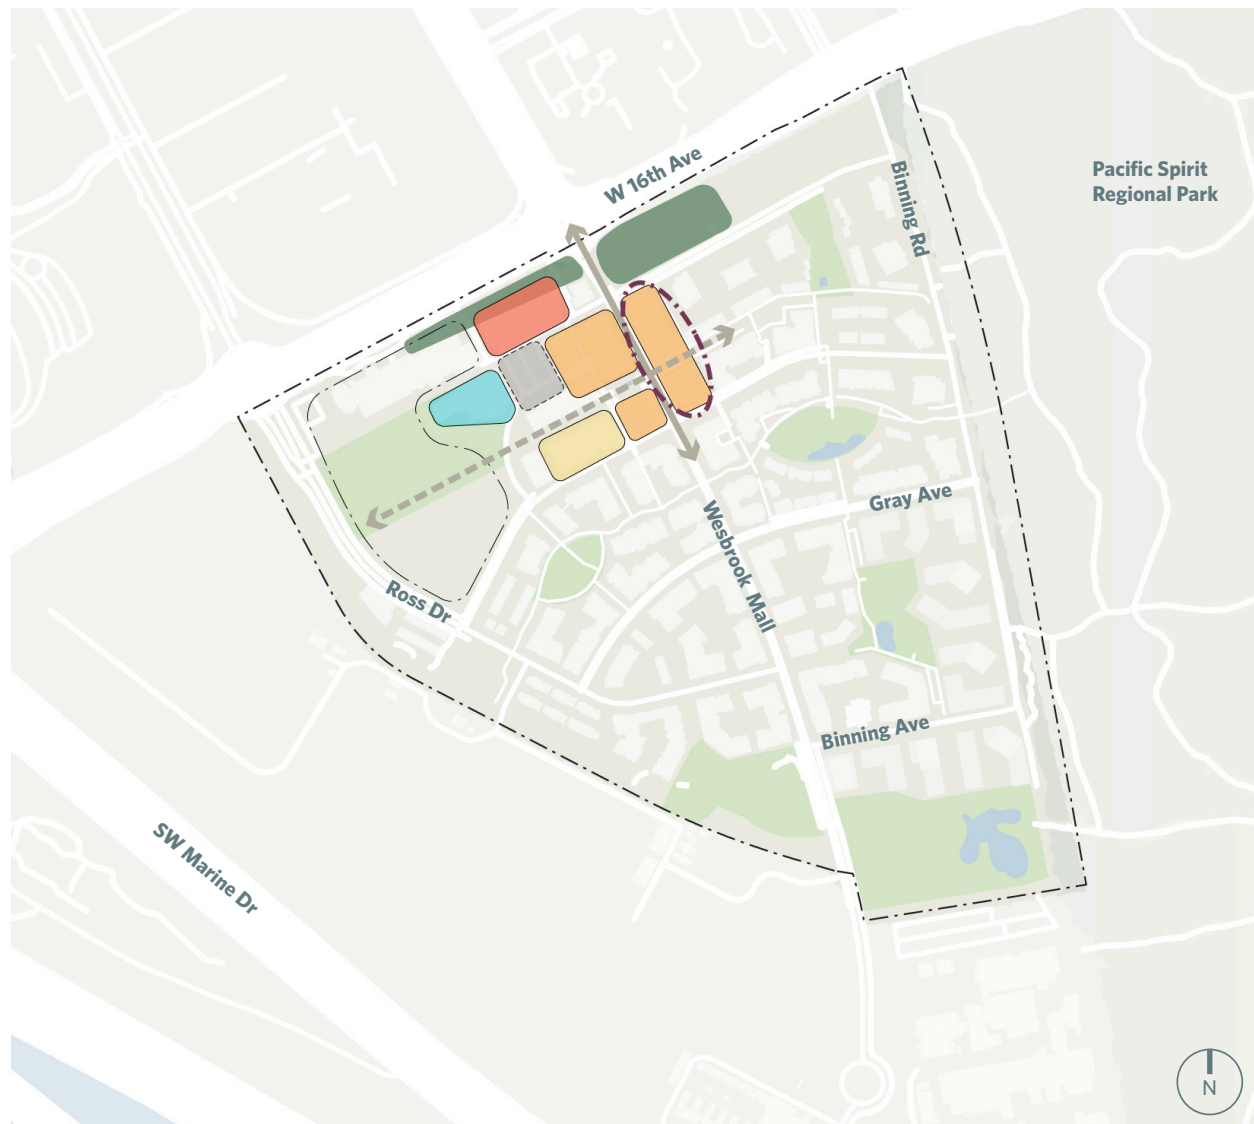 W 16th Ave
Pacific Spirit
Regional Park
Binning Rd
Gray Ave
Wesbrook Mall
Ross Dr
Binning Ave
SW Marine Dr
N